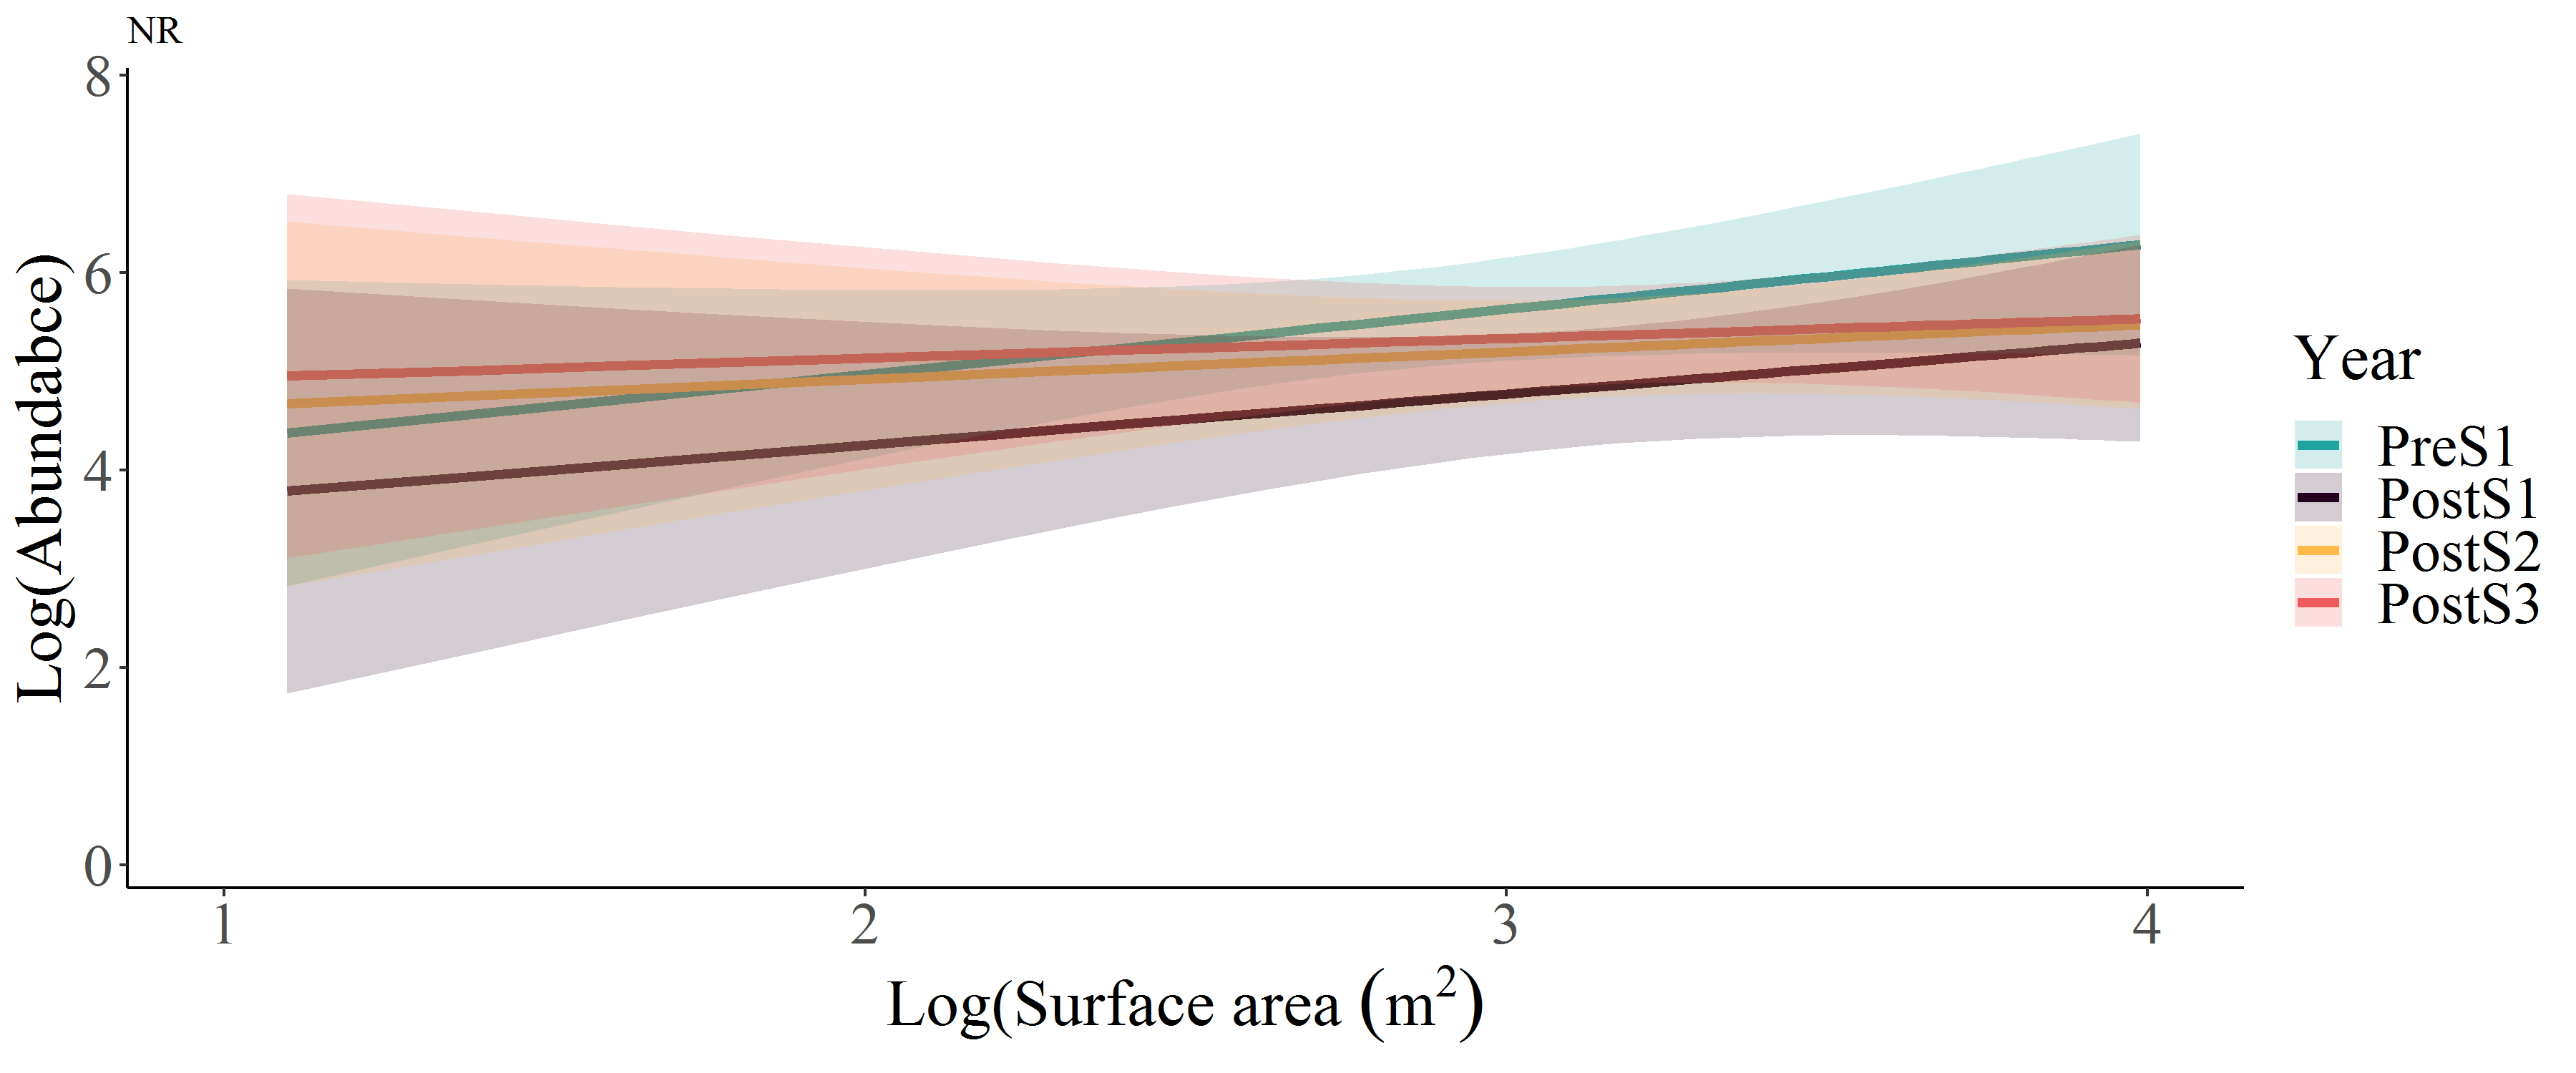 NR
8
6
4
2
0
Log(Abundabce)
1 2 3 4
Log(Surface area (m²)
Year
PreS1
PostS1
PostS2
PostS3